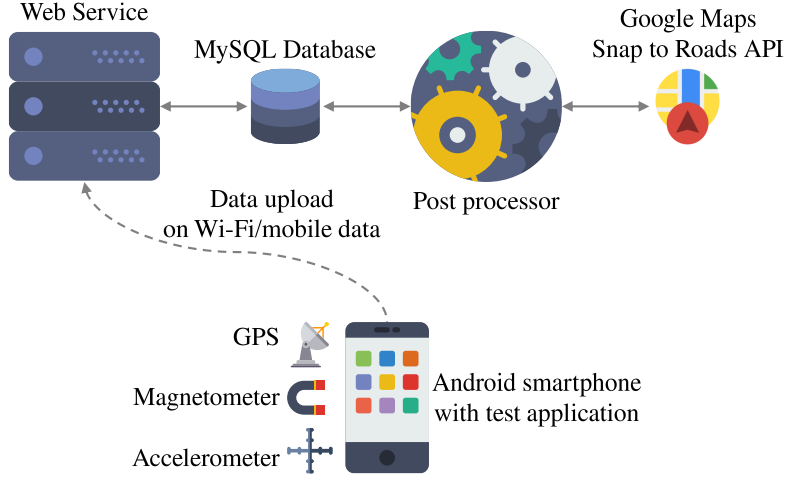 Web Service
MySQL Database
Google Maps
Snap to Roads API
Post processor
Data upload
on Wi-Fi/mobile data
GPS
Magnetometer
Accelerometer
Android smartphone
with test application